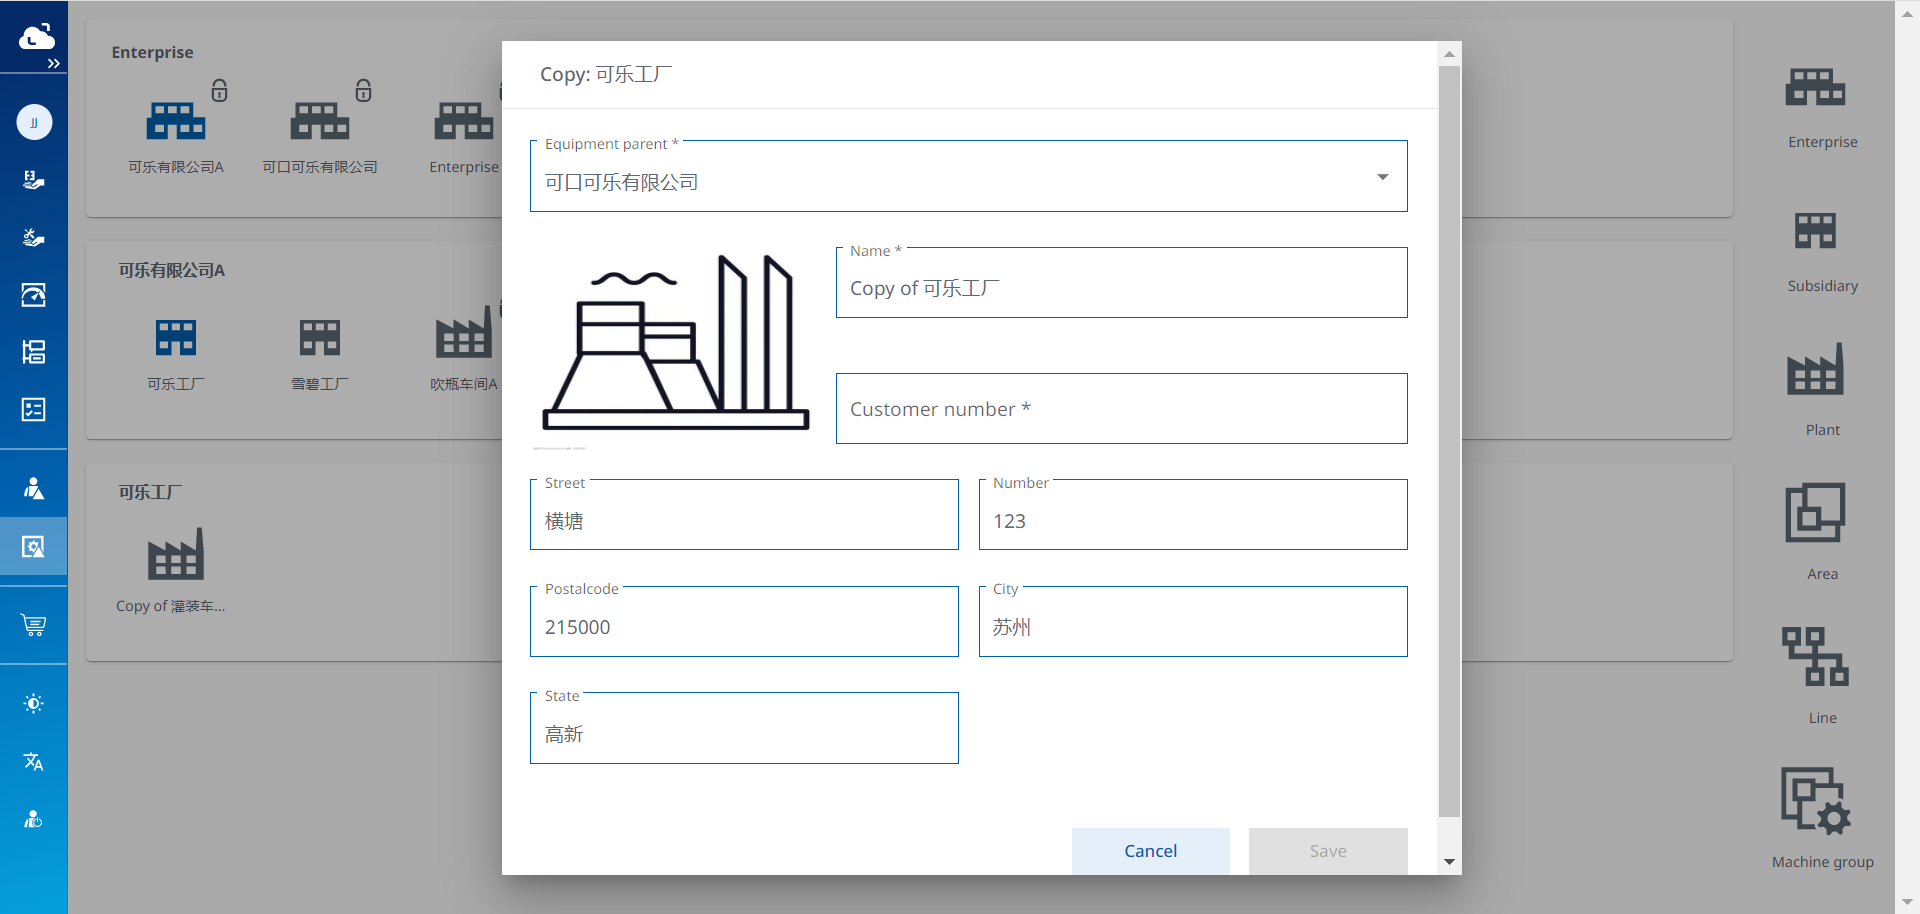 Enterprise
可乐有限公司A
可口可乐有限公司
Enterprise
可乐有限公司A
可乐工厂
雪碧工厂
吹瓶车间A
可乐工厂
Copy of 灌装车...
JJ
Copy: 可乐工厂
Equipment parent *
可口可乐有限公司
Name *
Copy of 可乐工厂
Customer number *
Street
横塘
Number
123
Postalcode
215000
City
苏州
State
高新
Cancel
Save
Enterprise
Subsidiary
Plant
Area
Line
Machine group